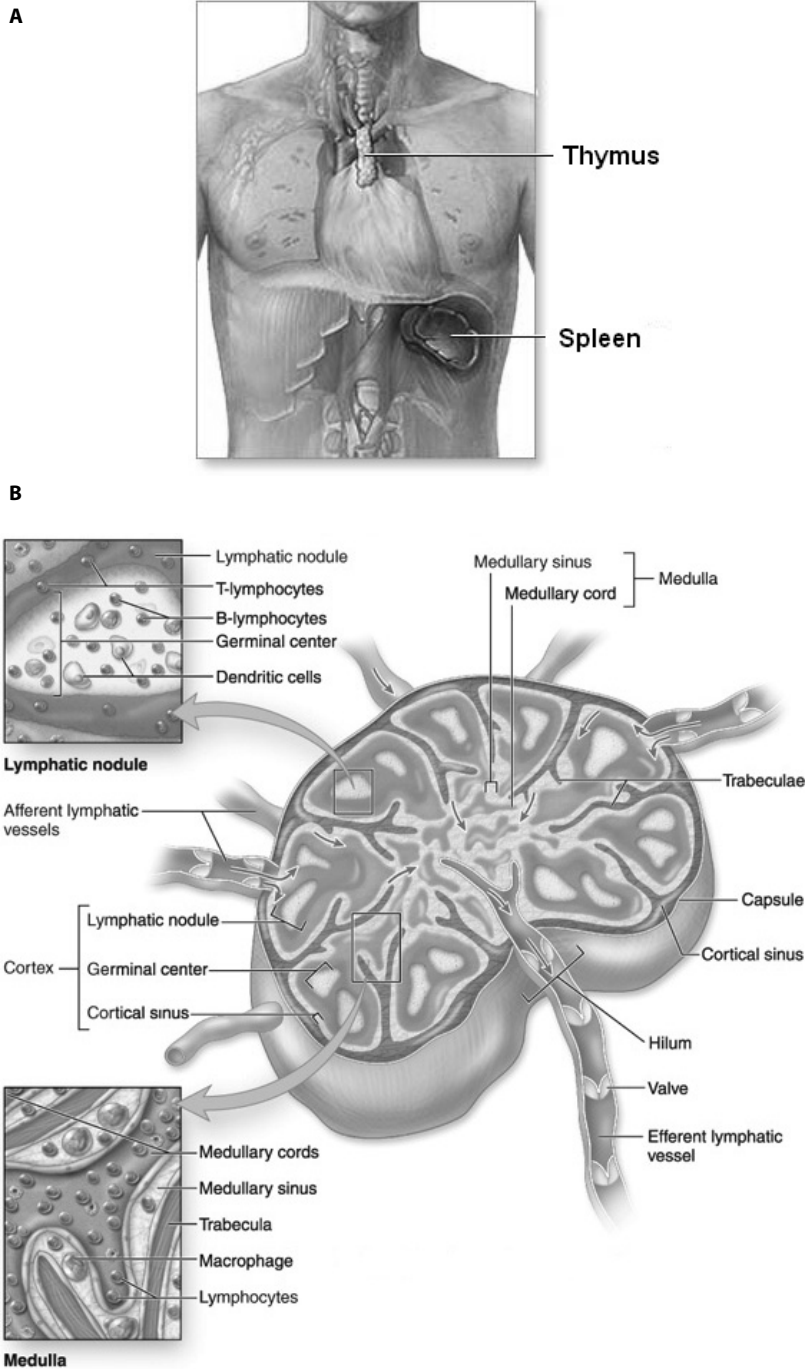 A
Thymus
Spleen
B
Lymphatic nodule
T-lymphocytes
B-lymphocytes
Germinal center
Dendritic cells
Lymphatic nodule
Medullary sinus
Medullary cord
Medulla
Afferent lymphatic
vessels
Trabeculae
Cortex
Lymphatic nodule
Germinal center
Cortical sinus
Capsule
Cortical sinus
Hilum
Valve
Efferent lymphatic
vessel
Medullary cords
Medullary sinus
Trabecula
Macrophage
Lymphocytes
Medulla